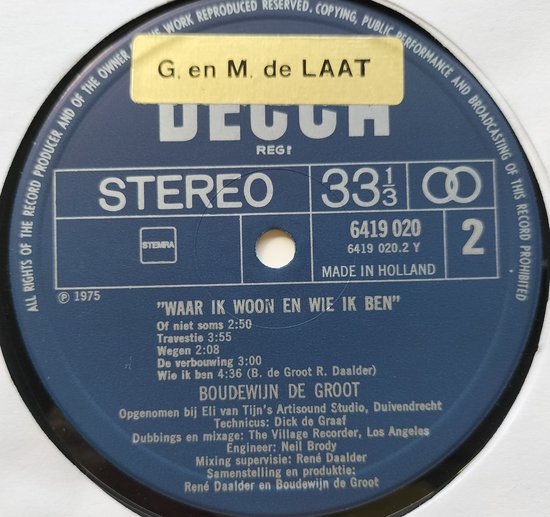 ALL RIGHTS OF THE RECORD PRODUCER AND OF THE OWNER WORK REPRODUCED RESERVED. COPYING, PUBLIC PERFORMANCE AND BROADCASTING OF THIS RECORD PROHIBITED
G. en M. de LAAT
DECCA
REG!
STEREO
33 1/3
6419 020
6419 020.2 Y
2
STEMRA
MADE IN HOLLAND
℗ 1975
"WAAR IK WOON EN WIE IK BEN"
Of niet soms 2:50
Travestie 3:55
Wegen 2:08
De verbouwing 3:00
Wie ik ben 4:36 (B. de Groot R. Daalder)
BOUDEWIJN DE GROOT
Opgenomen bij Eli van Tijn's Artisound Studio, Duivendrecht
Technicus: Dick de Graaf
Dubbings en mixage: The Village Recorder, Los Angeles
Engineer: Neil Brody
Mixing supervisie: René Daalder
Samenstelling en produktie:
René Daalder en Boudewijn de Groot